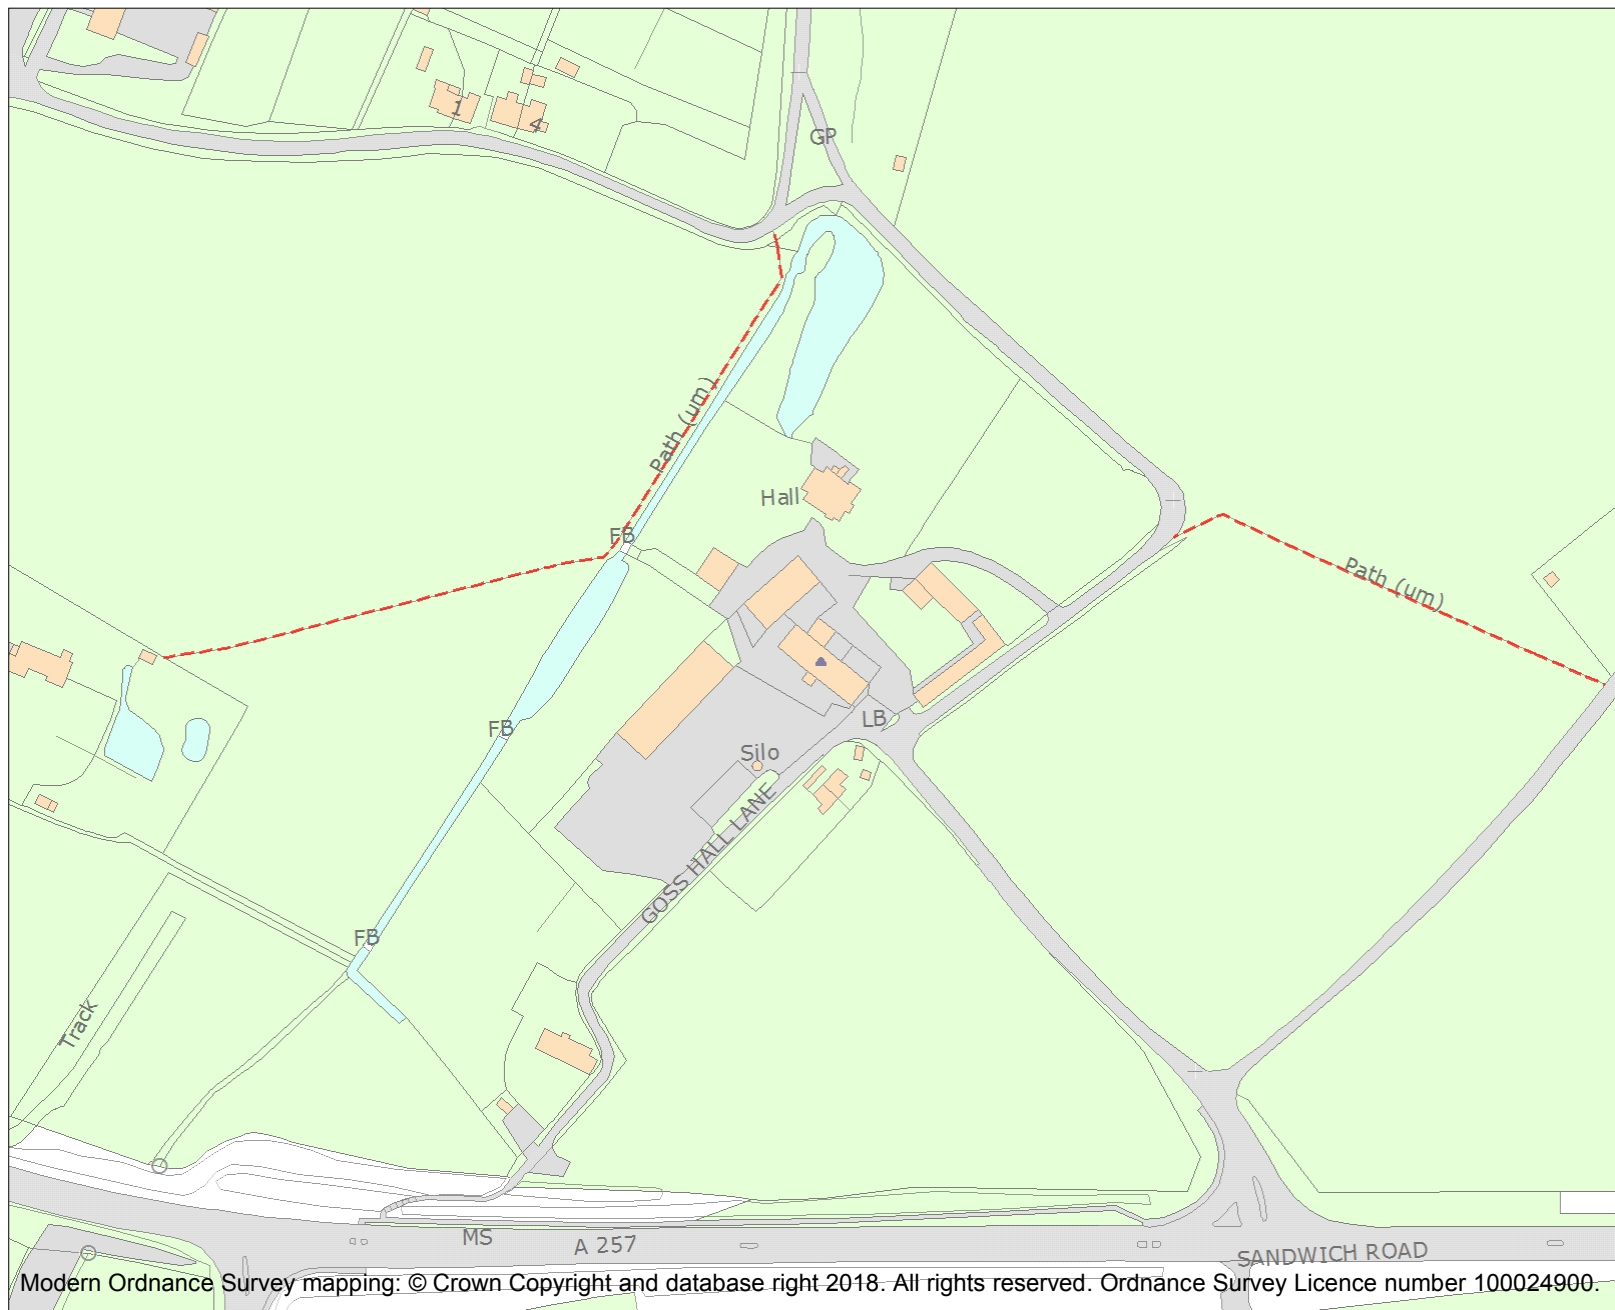 1
4
GP
Path (um)
Hall
FB
Path (um)
FB
LB
Silo
GOSS HALL LANE
FB
Track
MS
A 257
SANDWICH ROAD
Modern Ordnance Survey mapping: © Crown Copyright and database right 2018. All rights reserved. Ordnance Survey Licence number 100024900.